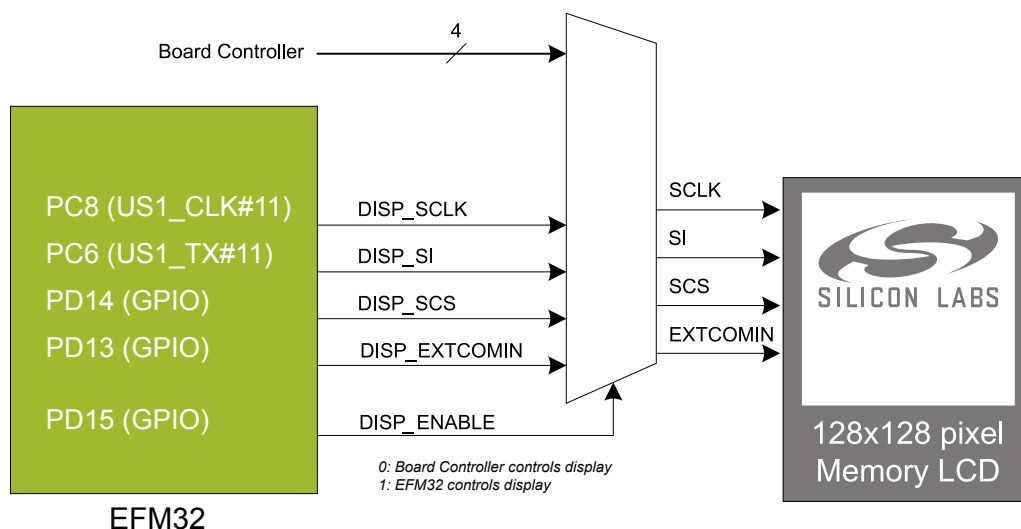 4
Board Controller
PC8 (US1_CLK#11)
DISP_SCLK
SCLK
PC6 (US1_TX#11)
DISP_SI
SI
PD14 (GPIO)
DISP_SCS
SCS
PD13 (GPIO)
DISP_EXTCOMIN
EXTCOMIN
SILICON LABS
PD15 (GPIO)
DISP_ENABLE
0: Board Controller controls display
1: EFM32 controls display
128x128 pixel
Memory LCD
EFM32